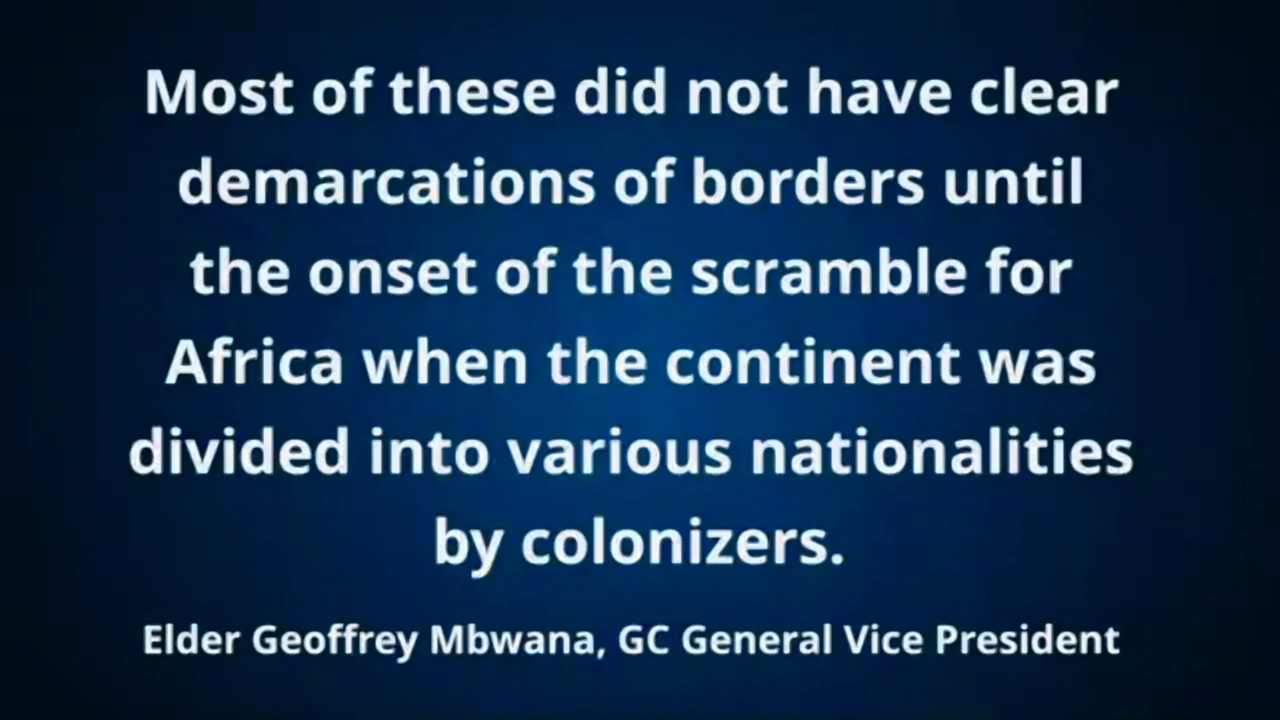 Most of these did not have clear
demarcations of borders until
the onset of the scramble for
Africa when the continent was
divided into various nationalities
by colonizers.
Elder Geoffrey Mbwana, GC General Vice President